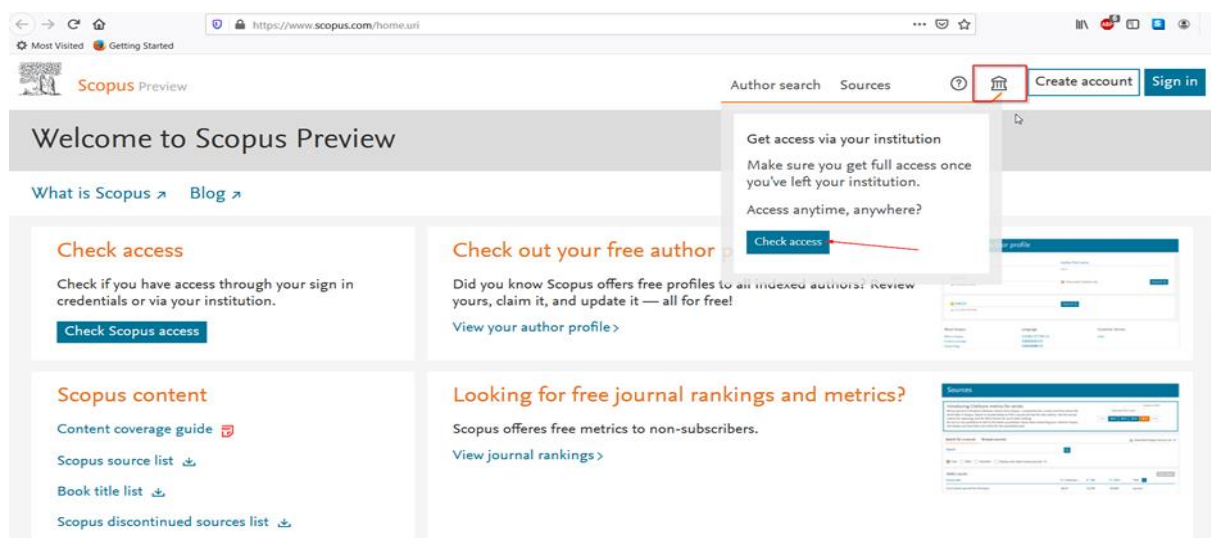 https://www.scopus.com/home.uri
Most Visited Getting Started
Scopus Preview
Author search Sources
Create account
Sign in
Welcome to Scopus Preview
Get access via your institution
Make sure you get full access once
you've left your institution.
Access anytime, anywhere?
Check access
What is Scopus Blog
Check access
Check if you have access through your sign in
credentials or via your institution.
Check Scopus access
Check out your free author
Did you know Scopus offers free profiles to all indexed authors? Review
yours, claim it, and update it — all for free!
View your author profile
Scopus content
Content coverage guide
Scopus source list
Book title list
Scopus discontinued sources list
Looking for free journal rankings and metrics?
Scopus offeres free metrics to non-subscribers.
View journal rankings
Sources